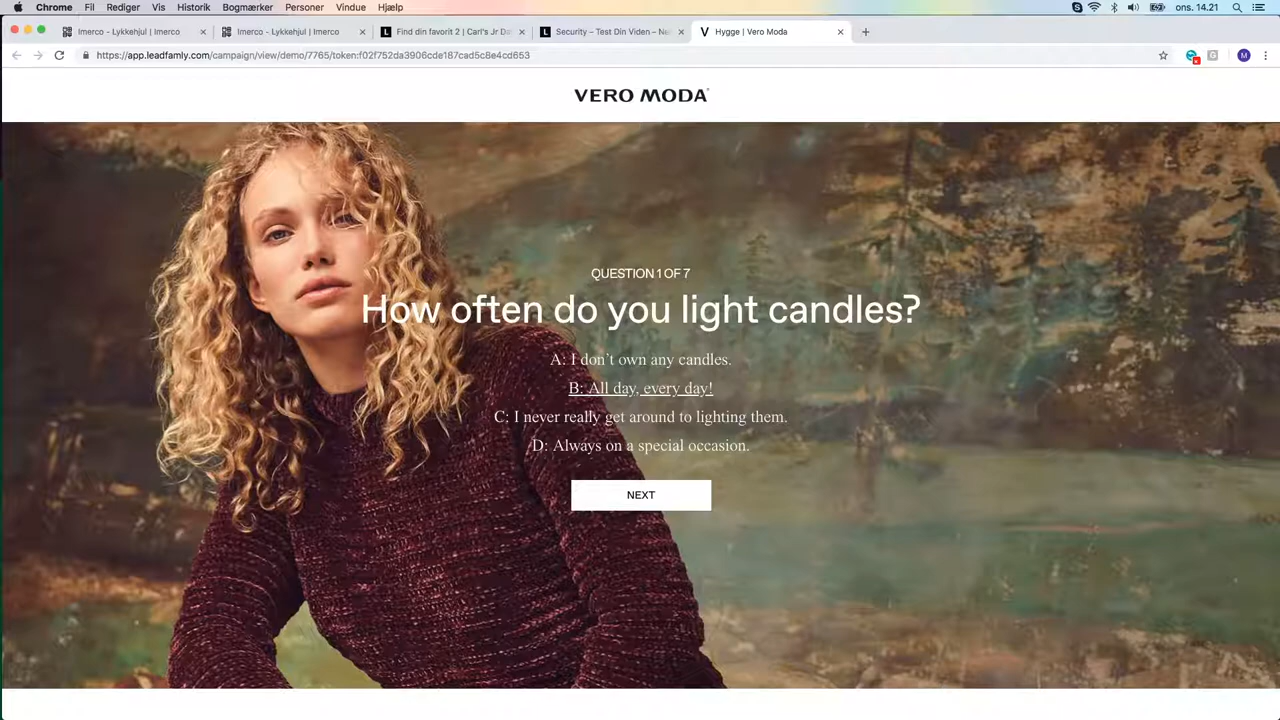 Chrome Fil Rediger Vis Historik Bogmærker Personer Vindue Hjælp ons. 14.21
Imerco - Lykkehjul | Imerco
Imerco - Lykkehjul | Imerco
Find din favorit 2 | Carl's Jr Da
Security – Test Din Viden – Ne
Hygge | Vero Moda
https://app.leadfamly.com/campaign/view/demo/7765/token:f02f752da3906cde187cad5c8e4cd653
VERO MODA
QUESTION 1 OF 7
How often do you light candles?
A: I don’t own any candles.
B: All day, every day!
C: I never really get around to lighting them.
D: Always on a special occasion.
NEXT